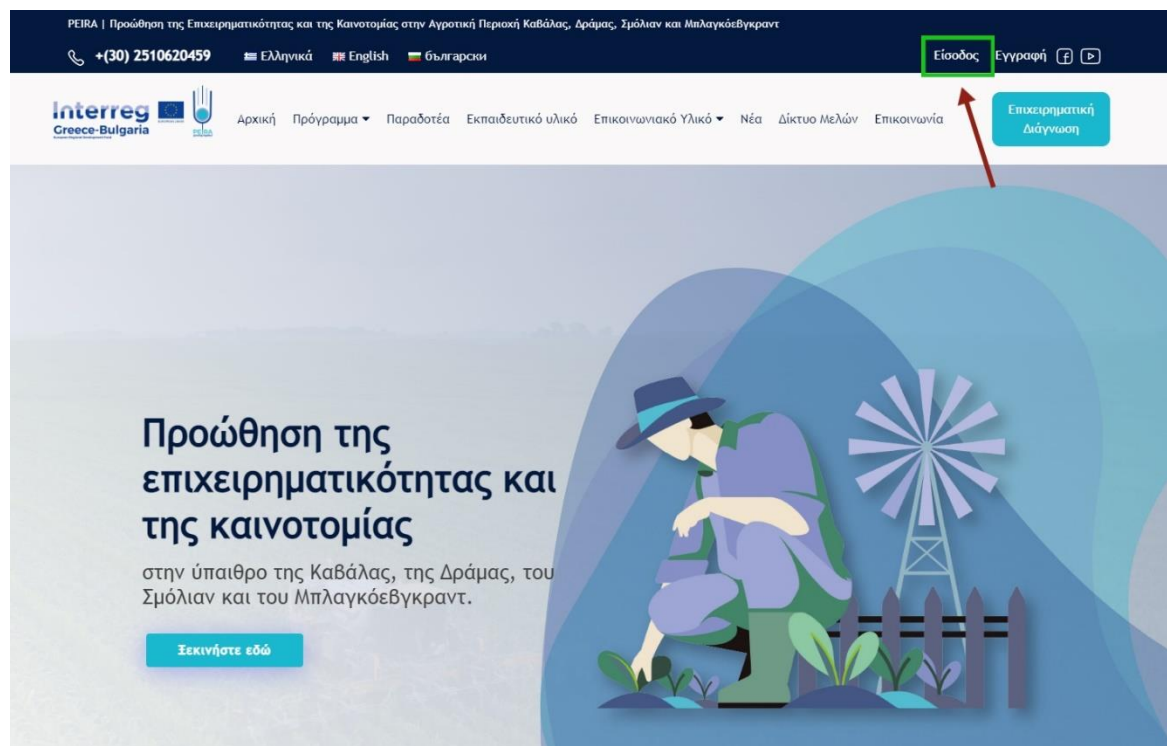 PEIRA | Προώθηση της Επιχειρηματικότητας και της Καινοτομίας στην Αγροτική Περιοχή Καβάλας, Δράμας, Σμόλιαν και Μπλαγκόεβγκραντ
+(30) 2510620459 Ελληνικά English български Είσοδος Εγγραφή
Interreg
Greece-Bulgaria
PEIRA
Αρχική Πρόγραμμα Παραδοτέα Εκπαιδευτικό υλικό Επικοινωνιακό Υλικό Νέα Δίκτυο Μελών Επικοινωνία
Επιχειρηματική
Διάγνωση
Προώθηση της
επιχειρηματικότητας και
της καινοτομίας
στην ύπαιθρο της Καβάλας, της Δράμας, του
Σμόλιαν και του Μπλαγκόεβγκραντ.
Ξεκινήστε εδώ